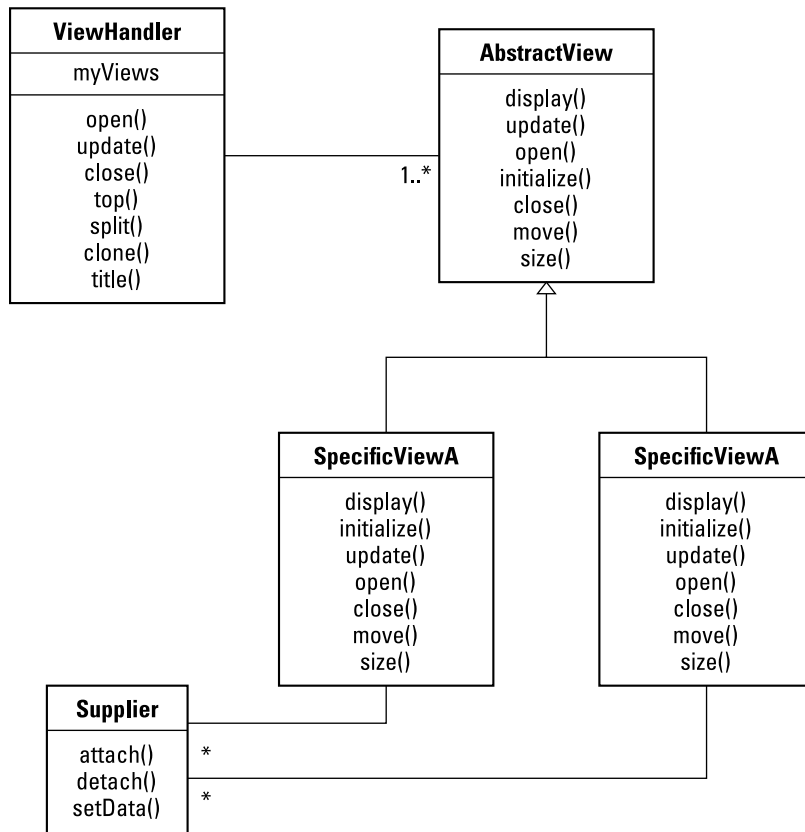 ViewHandler
myViews
open()
update()
close()
top()
split()
clone()
title()
1..*
AbstractView
display()
update()
open()
initialize()
close()
move()
size()
SpecificViewA
display()
initialize()
update()
open()
close()
move()
size()
SpecificViewA
display()
initialize()
update()
open()
close()
move()
size()
Supplier
attach()
detach()
setData()
*
*